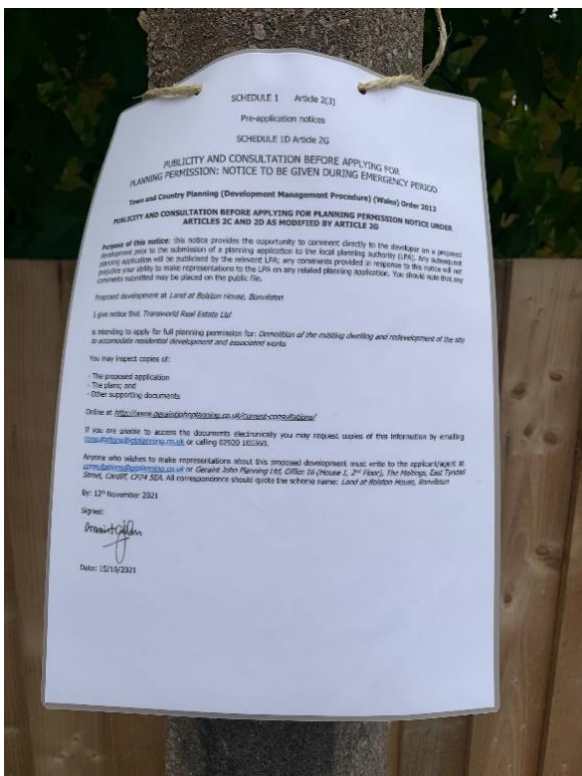 SCHEDULE 1 Article 2(3)
Pre-application notices
SCHEDULE 1D Article 2G
PUBLICITY AND CONSULTATION BEFORE APPLYING FOR
PLANNING PERMISSION: NOTICE TO BE GIVEN DURING EMERGENCY PERIOD
Town and Country Planning (Development Management Procedure) (Wales) Order 2012
PUBLICITY AND CONSULTATION BEFORE APPLYING FOR PLANNING PERMISSION NOTICE UNDER
ARTICLES 2C AND 2D AS MODIFIED BY ARTICLE 2G
Purpose of this notice: this notice provides the opportunity to comment directly to the developer on a proposed
development prior to the submission of a planning application to the local planning authority (LPA). Any subsequent
planning application will be publicised by the relevant LPA; any comments provided in response to this notice will not
prejudice your ability to make representations to the LPA on any related planning application. You should note that any
comments submitted may be placed on the public file.
Proposed development at Land at Bolston House, Bonvilston
I give notice that Transworld Real Estate Ltd
is intending to apply for full planning permission for: Demolition of the existing dwelling and redevelopment of the site
to accomodate residential development and associated works
You may inspect copies of:
- The proposed application
- The plans; and
- Other supporting documents
Online at http://www.geraintjohnplanning.co.uk/current-consultations/
If you are unable to access the documents electronically you may request copies of this information by emailing
consultations@gjplanning.co.uk or calling 02920 105360.
Anyone who wishes to make representations about this proposed development must write to the applicant/agent at
consultations@gjplanning.co.uk or Geraint John Planning Ltd, Office 16 (House 1, 2nd Floor), The Maltings, East Tyndall
Street, Cardiff, CF24 5EA. All correspondence should quote the scheme name: Land at Bolston House, Bonvilston
By: 12th November 2021
Signed:
Geraint John
Date: 15/10/2021